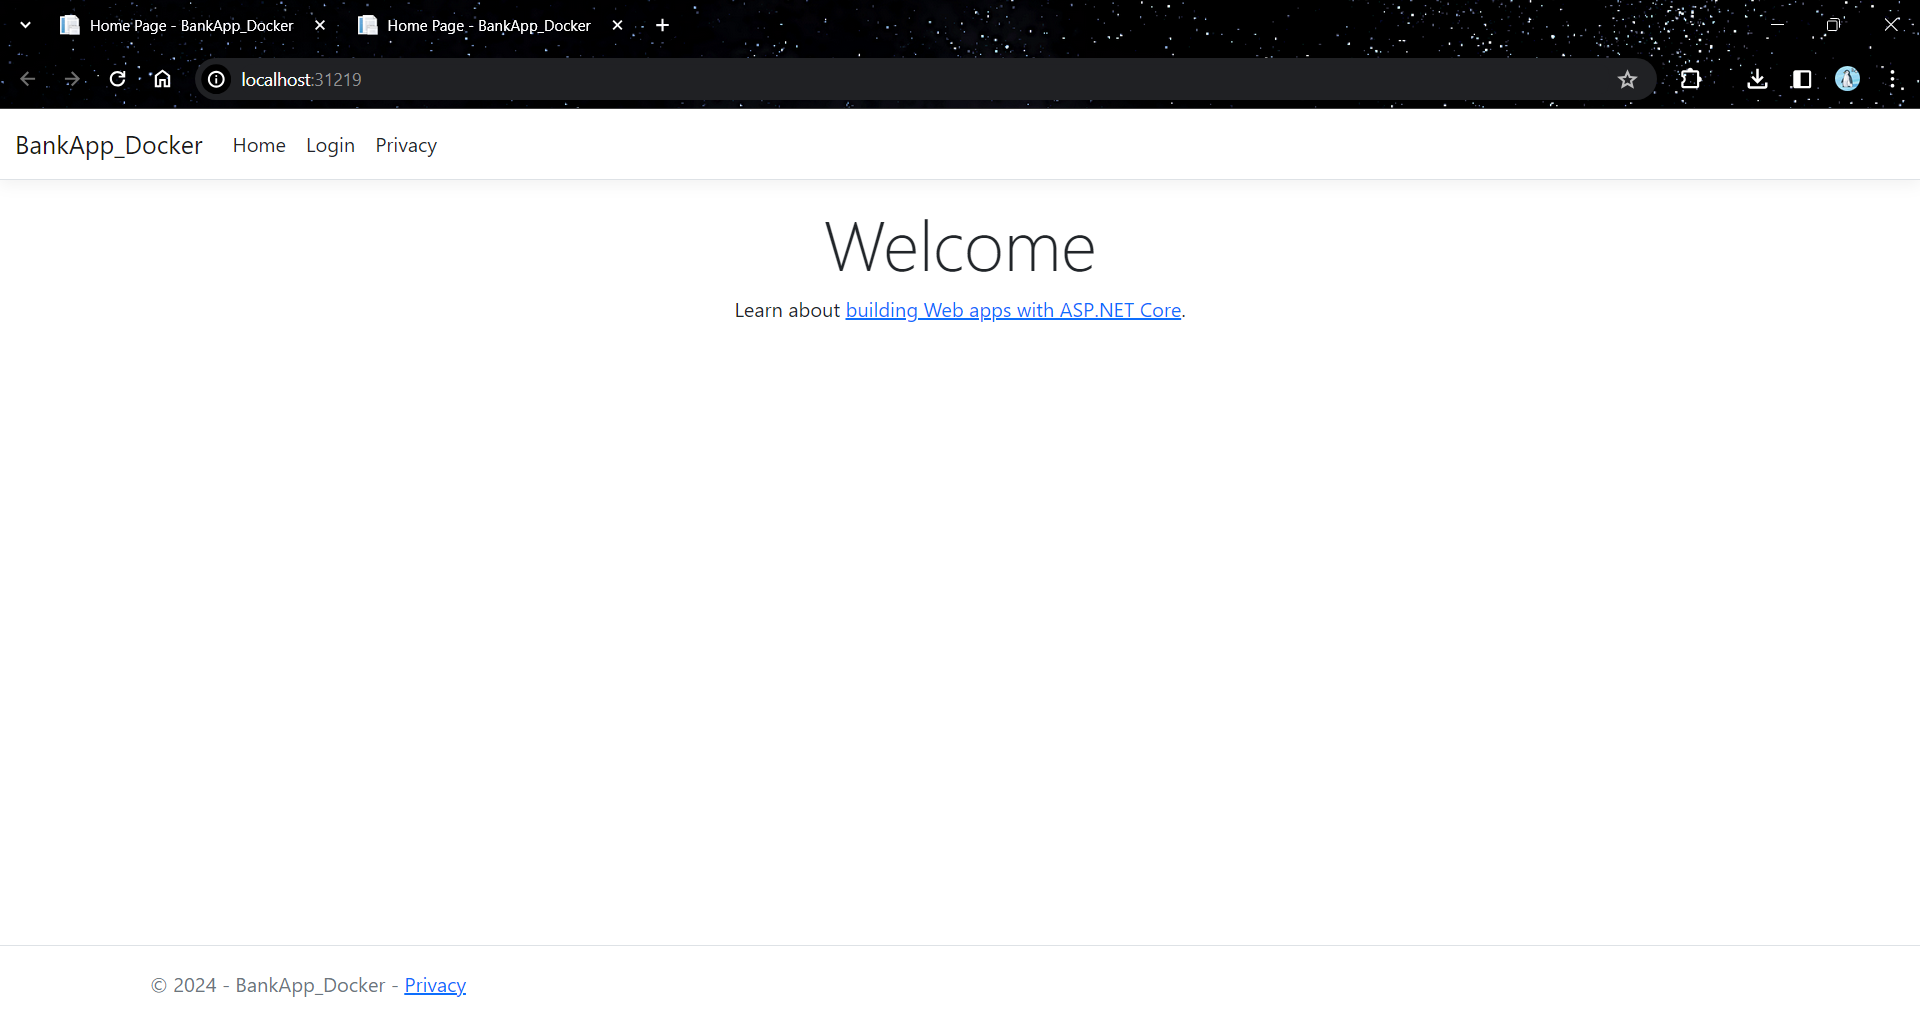 Home Page - BankApp_Docker Home Page - BankApp_Docker
localhost:31219
BankApp_Docker Home Login Privacy
Welcome
Learn about building Web apps with ASP.NET Core.
© 2024 - BankApp_Docker - Privacy